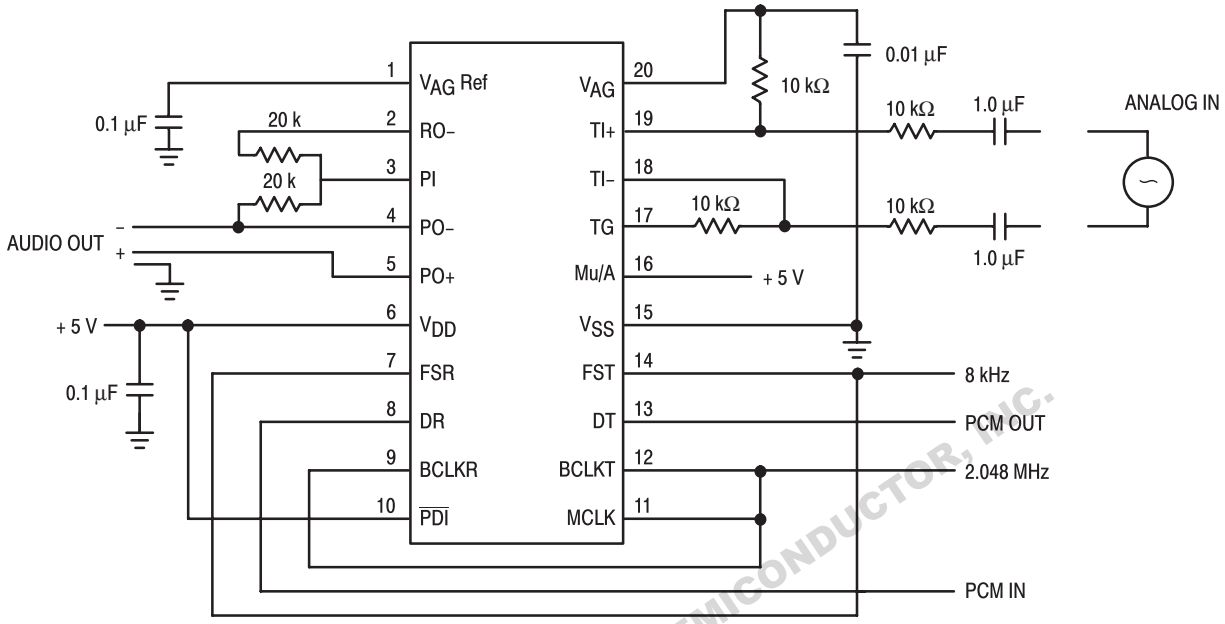 1
V_AG Ref
0.1 µF
2
RO–
20 k
3
PI
20 k
4
PO–
–
AUDIO OUT
+
5
PO+
+ 5 V
6
V_DD
0.1 µF
7
FSR
8
DR
9
BCLKR
10
PDI
20
V_AG
10 kΩ
0.01 µF
19
TI+
10 kΩ
1.0 µF
ANALOG IN
18
TI–
17
TG
10 kΩ
10 kΩ
1.0 µF
16
Mu/A
+ 5 V
15
V_SS
14
FST
8 kHz
13
DT
PCM OUT
12
BCLKT
2.048 MHz
11
MCLK
PCM IN
EMICONDUCTOR, INC.